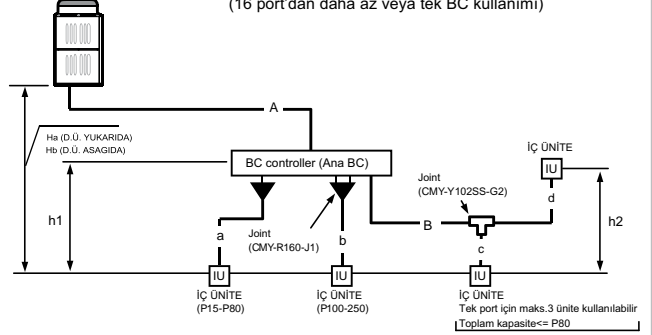 (16 port'dan daha az veya tek BC kullanımı)
A
Ha (D.Ü. YUKARIDA)
Hb (D.Ü. ASAGIDA)
BC controller (Ana BC)
İÇ ÜNİTE
IU
Joint
(CMY-Y102SS-G2)
d
h1
h2
a
Joint
(CMY-R160-J1)
b
B
c
IU
IU
IU
İÇ ÜNİTE
(P15-P80)
İÇ ÜNİTE
(P100-250)
İÇ ÜNİTE
Tek port için maks.3 ünite kullanılabilir
Toplam kapasite<= P80